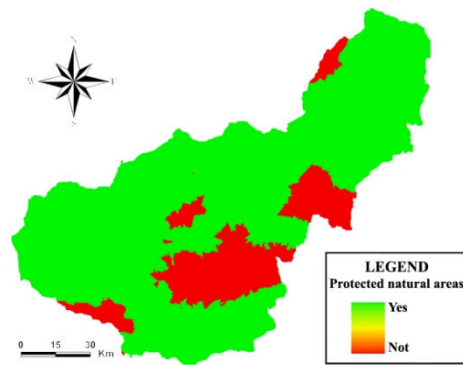 N
W
E
S
LEGEND
Protected natural areas
Yes
Not
0 15 30
Km